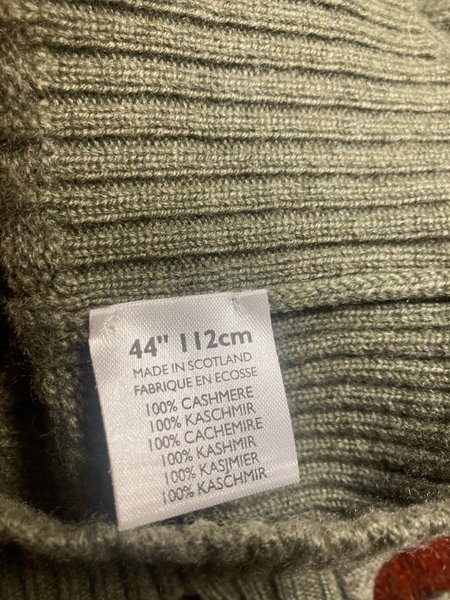 44" 112cm
MADE IN SCOTLAND
FABRIQUE EN ECOSSE
100% CASHMERE
100% KASCHMIR
100% CACHEMIRE
100% KASHMIR
100% KASJMIER
100% KASCHMIR